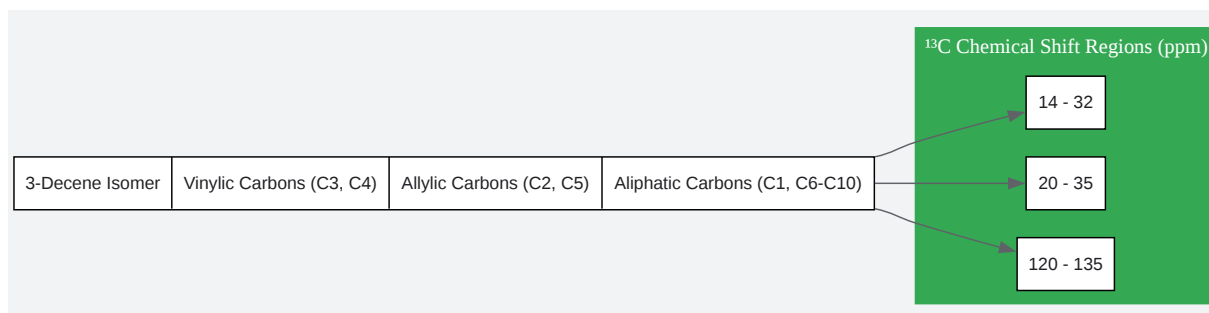 ¹³C Chemical Shift Regions (ppm)
14 - 32
3-Decene Isomer
Vinylic Carbons (C3, C4)
Allylic Carbons (C2, C5)
Aliphatic Carbons (C1, C6-C10)
20 - 35
120 - 135